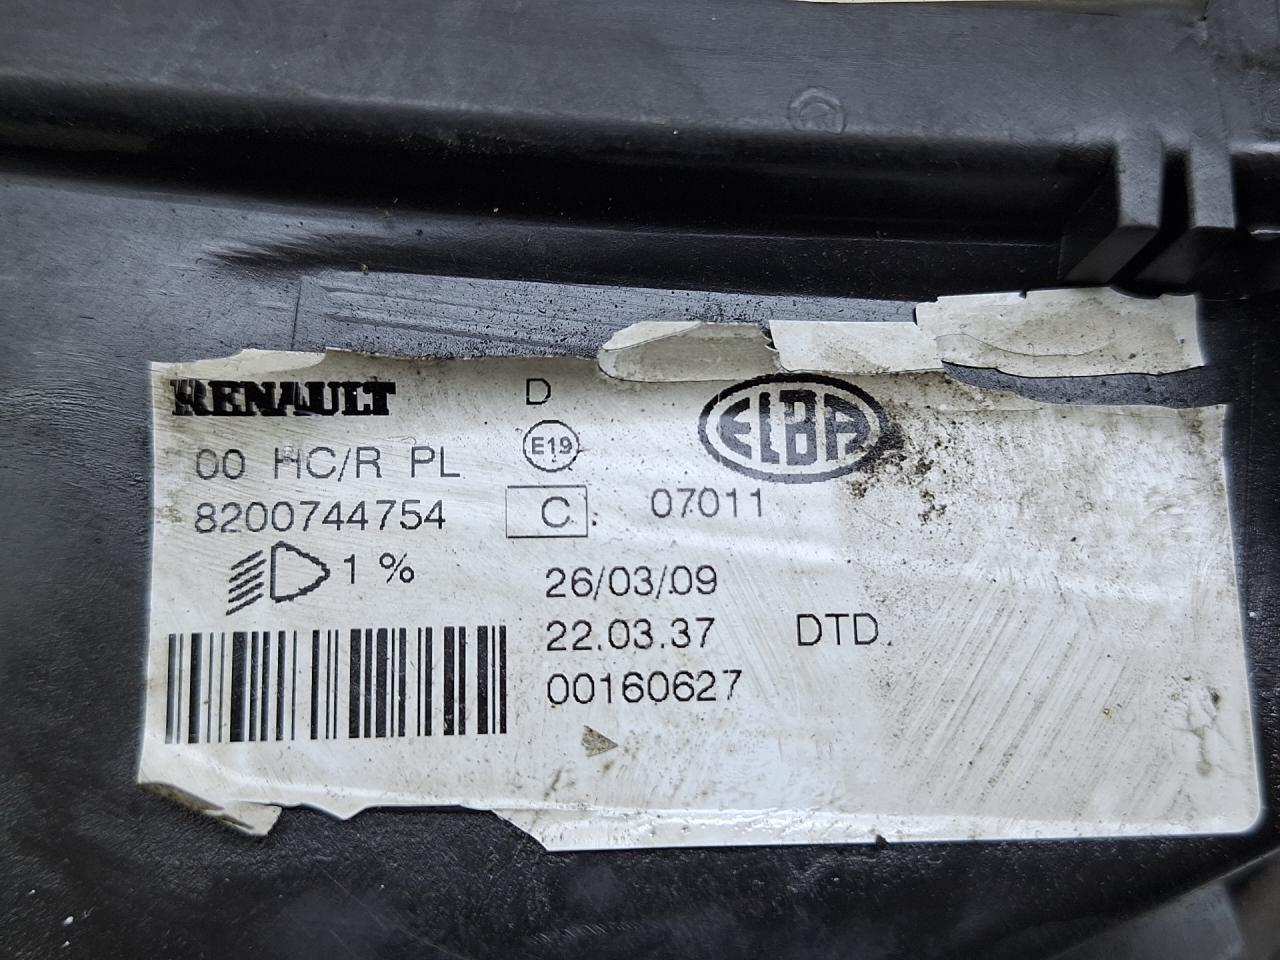 RENAULT
D
ELBA
E19
00 HC/R PL
C
07011
8200744754
1 %
26/03/09
22.03.37
DTD
00160627